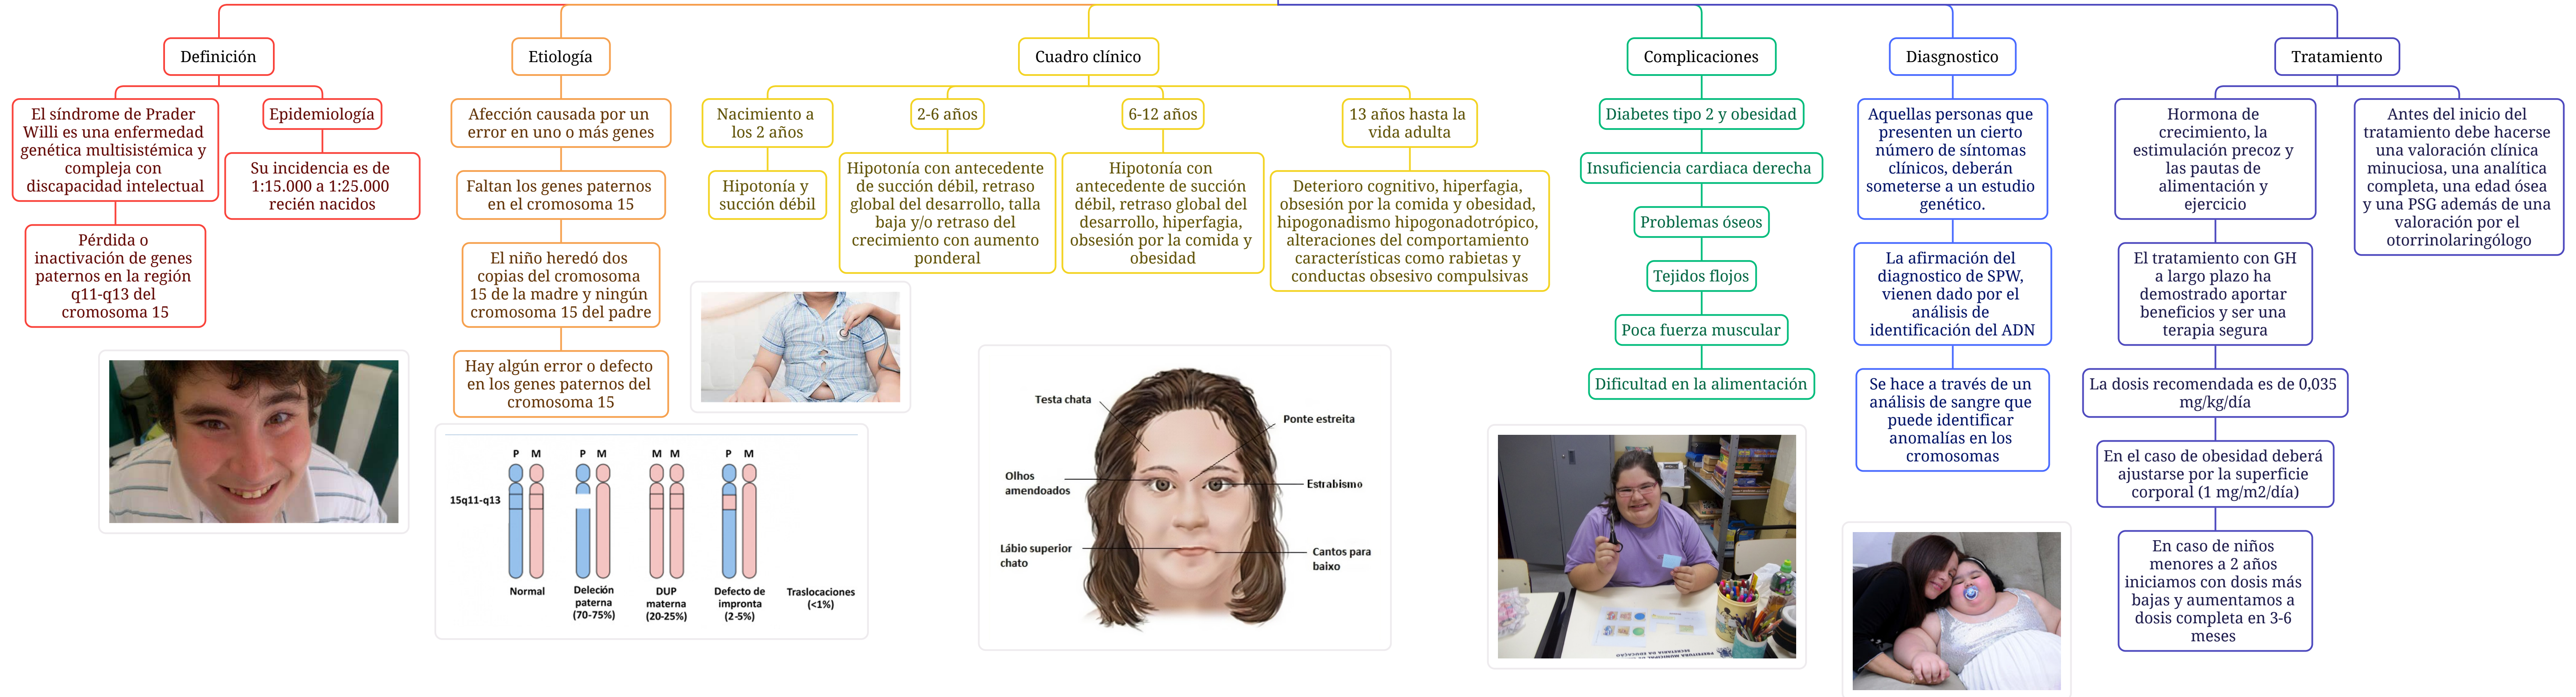 Definición
El síndrome de Prader
Willi es una enfermedad
genética multisistémica y
compleja con
discapacidad intelectual
Pérdida o
inactivación de genes
paternos en la región
q11-q13 del
cromosoma 15
Epidemiología
Su incidencia es de
1:15.000 a 1:25.000
recién nacidos
Etiología
Afección causada por un
error en uno o más genes
Faltan los genes paternos
en el cromosoma 15
El niño heredó dos
copias del cromosoma
15 de la madre y ningún
cromosoma 15 del padre
Hay algún error o defecto
en los genes paternos del
cromosoma 15
P M
P M
M M
P M
15q11-q13
Normal
Deleción
paterna
(70-75%)
DUP
materna
(20-25%)
Defecto de
impronta
(2-5%)
Traslocaciones
(<1%)
Cuadro clínico
Nacimiento a
los 2 años
Hipotonía y
succión débil
2-6 años
Hipotonía con antecedente
de succión débil, retraso
global del desarrollo, talla
baja y/o retraso del
crecimiento con aumento
ponderal
6-12 años
Hipotonía con
antecedente de succión
débil, retraso global del
desarrollo, hiperfagia,
obsesión por la comida y
obesidad
13 años hasta la
vida adulta
Deterioro cognitivo, hiperfagia,
obsesión por la comida y obesidad,
hipogonadismo hipogonadotrópico,
alteraciones del comportamiento
características como rabietas y
conductas obsesivo compulsivas
Testa chata
Ponte estreita
Olhos
amendoados
Estrabismo
Lábio superior
chato
Cantos para
baixo
Complicaciones
Diabetes tipo 2 y obesidad
Insuficiencia cardiaca derecha
Problemas óseos
Tejidos flojos
Poca fuerza muscular
Dificultad en la alimentación
PREFEITURA MUNICIPAL DE
SECRETARIA DA EDUCAÇÃO
Diasgnostico
Aquellas personas que
presenten un cierto
número de síntomas
clínicos, deberán
someterse a un estudio
genético.
La afirmación del
diagnostico de SPW,
vienen dado por el
análisis de
identificación del ADN
Se hace a través de un
análisis de sangre que
puede identificar
anomalías en los
cromosomas
Tratamiento
Hormona de
crecimiento, la
estimulación precoz y
las pautas de
alimentación y
ejercicio
El tratamiento con GH
a largo plazo ha
demostrado aportar
beneficios y ser una
terapia segura
La dosis recomendada es de 0,035
mg/kg/día
En el caso de obesidad deberá
ajustarse por la superficie
corporal (1 mg/m2/día)
En caso de niños
menores a 2 años
iniciamos con dosis más
bajas y aumentamos a
dosis completa en 3-6
meses
Antes del inicio del
tratamiento debe hacerse
una valoración clínica
minuciosa, una analítica
completa, una edad ósea
y una PSG además de una
valoración por el
otorrinolaringólogo